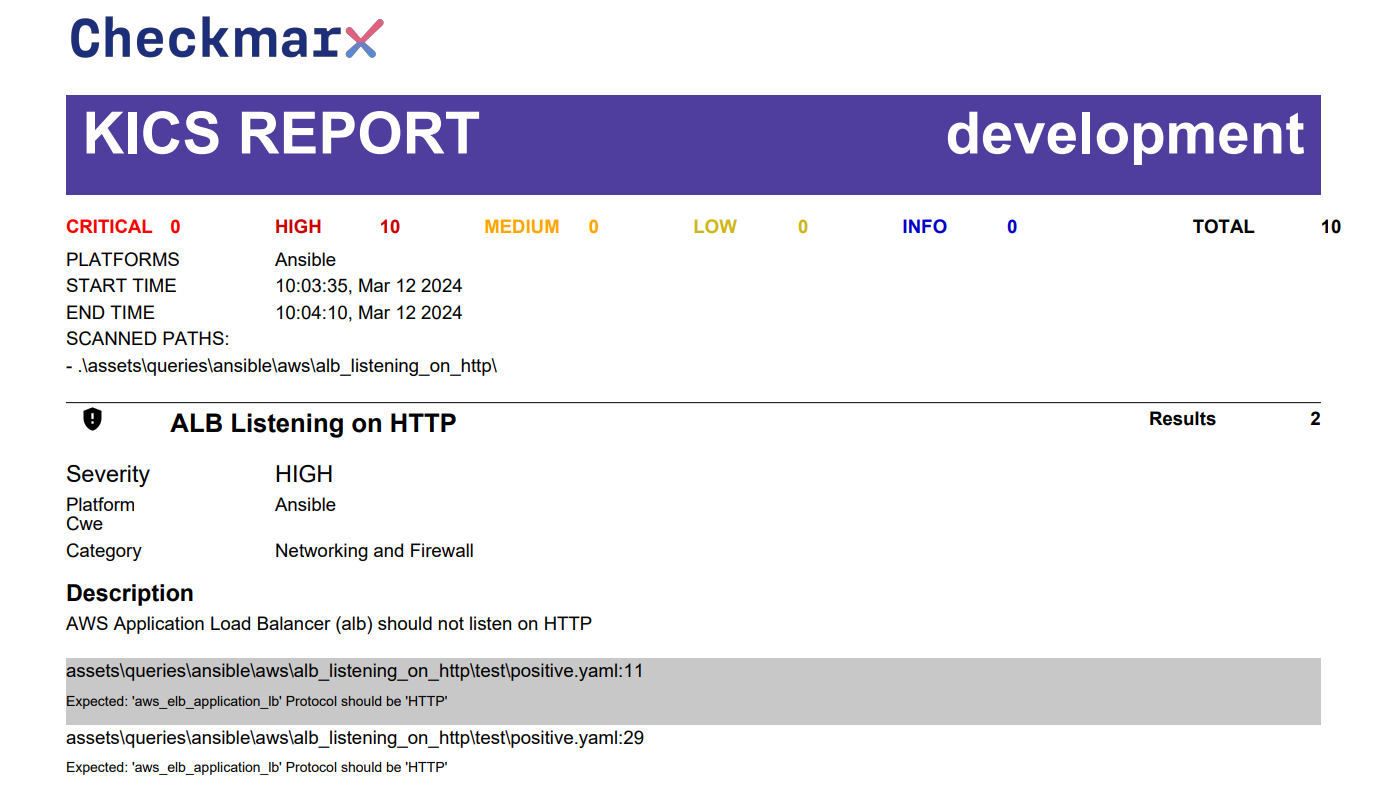 Checkmarx
KICS REPORT development
CRITICAL 0 HIGH 10 MEDIUM 0 LOW 0 INFO 0 TOTAL 10
PLATFORMS Ansible
START TIME 10:03:35, Mar 12 2024
END TIME 10:04:10, Mar 12 2024
SCANNED PATHS:
- .\assets\queries\ansible\aws\alb_listening_on_http\
ALB Listening on HTTP Results 2
Severity HIGH
Platform Ansible
Cwe
Category Networking and Firewall
Description
AWS Application Load Balancer (alb) should not listen on HTTP
assets\queries\ansible\aws\alb_listening_on_http\test\positive.yaml:11
Expected: 'aws_elb_application_lb' Protocol should be 'HTTP'
assets\queries\ansible\aws\alb_listening_on_http\test\positive.yaml:29
Expected: 'aws_elb_application_lb' Protocol should be 'HTTP'